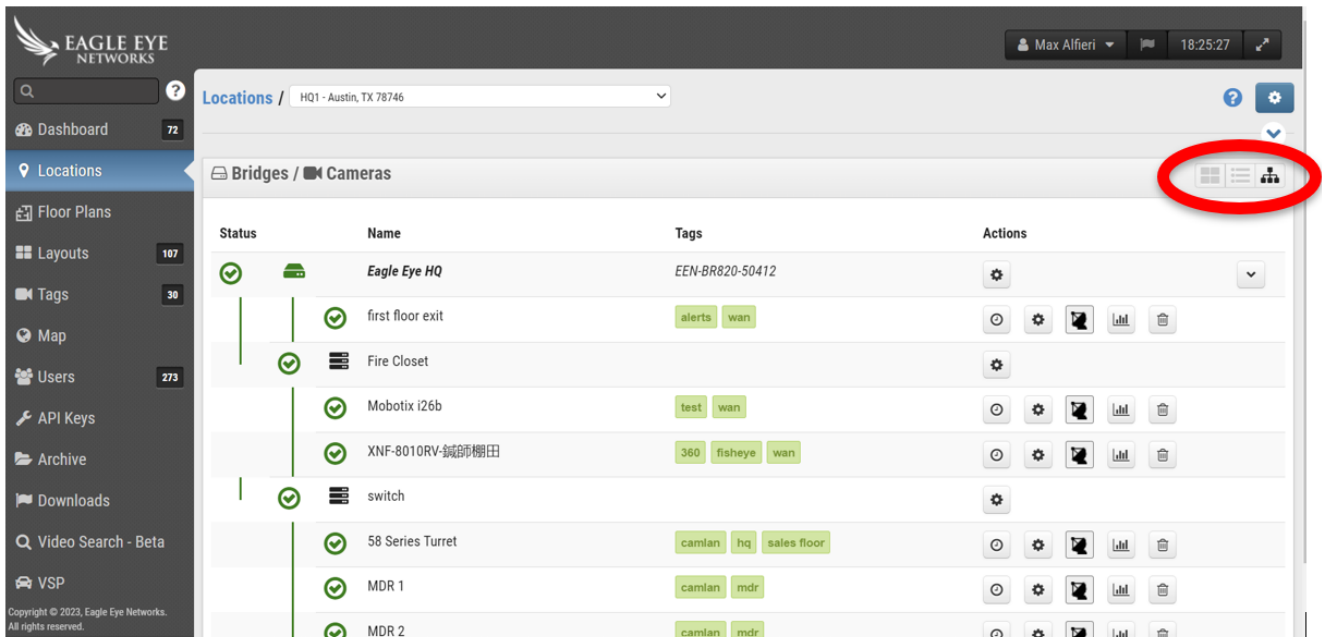 EAGLE EYE
NETWORKS
Max Alfieri
18:25:27
Dashboard 72
Locations
Floor Plans
Layouts 107
Tags 30
Map
Users 273
API Keys
Archive
Downloads
Video Search - Beta
VSP
Copyright © 2023, Eagle Eye Networks.
All rights reserved.
Locations / HQ1 - Austin, TX 78746
Bridges / Cameras
Status Name Tags Actions
Eagle Eye HQ EEN-BR820-50412
first floor exit alerts wan
Fire Closet
Mobotix i26b test wan
XNF-8010RV-鍼師棚田 360 fisheye wan
switch
58 Series Turret camlan hq sales floor
MDR 1 camlan mdr
MDR 2 camlan mdr